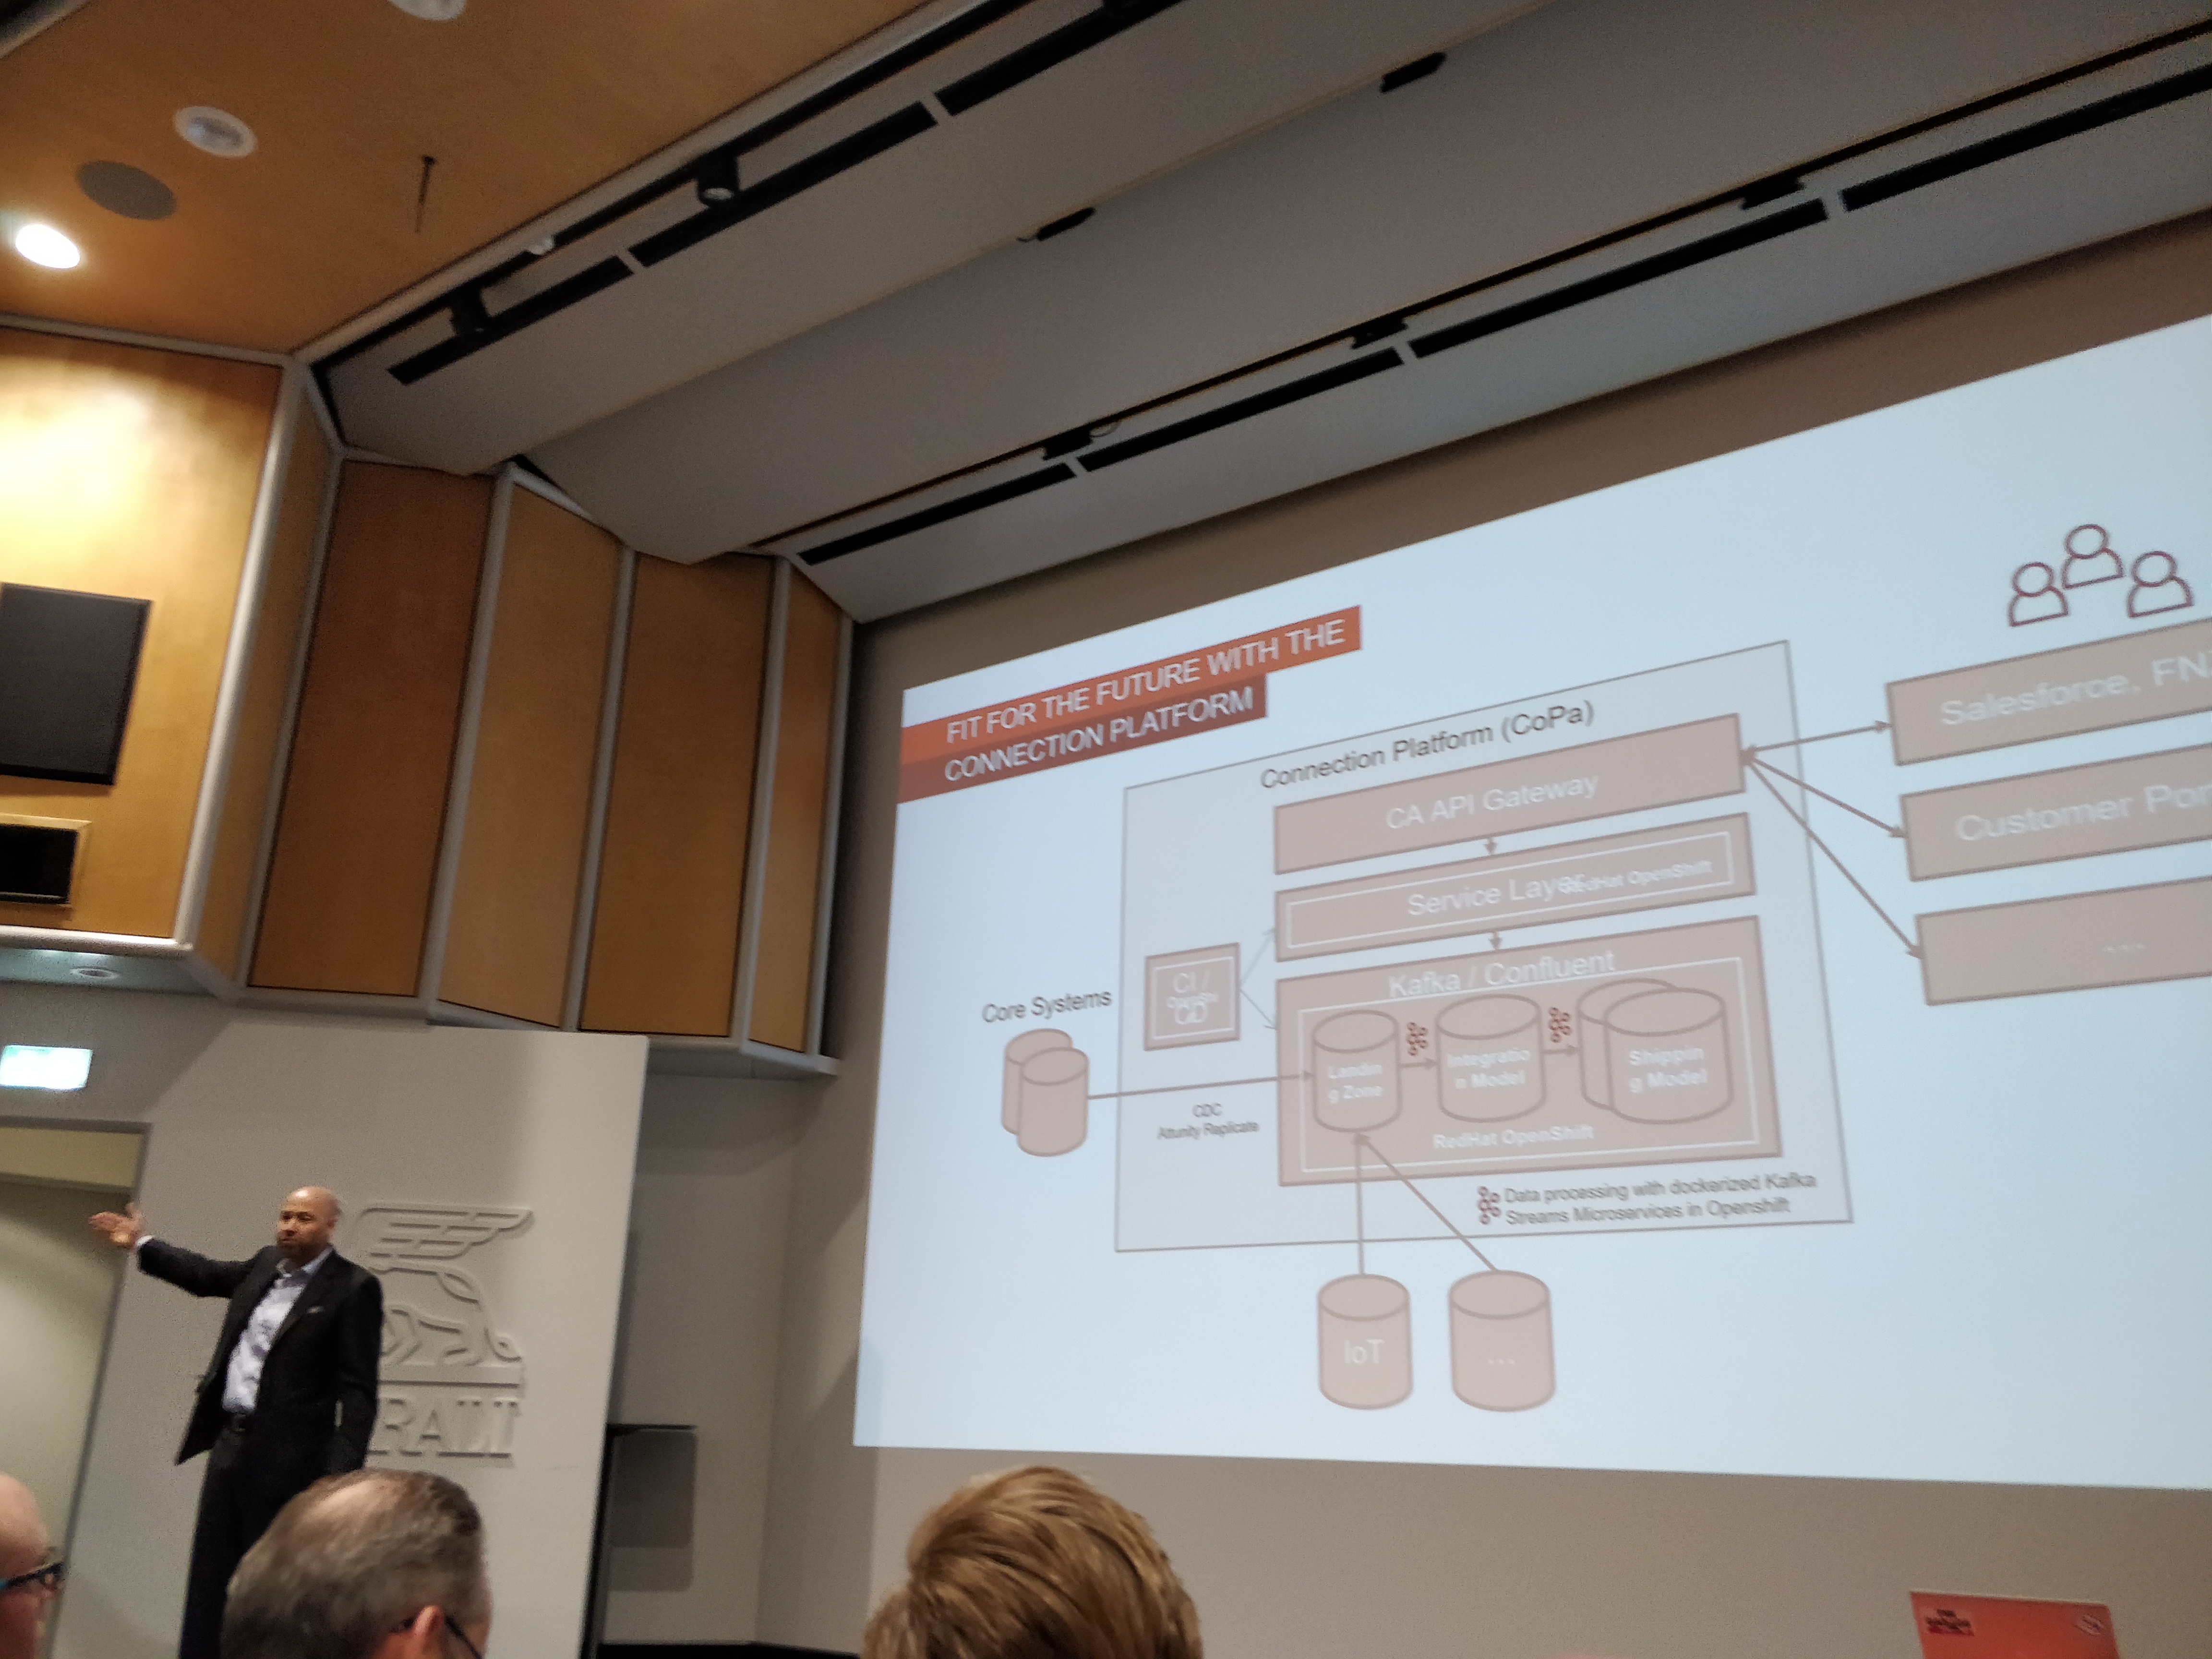 FIT FOR THE FUTURE WITH THE
CONNECTION PLATFORM
Connection Platform (CoPa)
CA API Gateway
Service Layer
RedHat OpenShift
Kafka / Confluent
CI /
CD
Core Systems
Landin
g Zone
Integratio
n Model
Shippin
g Model
RedHat OpenShift
CDC
Attunity Replicate
Data processing with dockerized Kafka
Streams Microservices in Openshift
IoT
...
Salesforce, FNZ
Customer Por
...
RALI